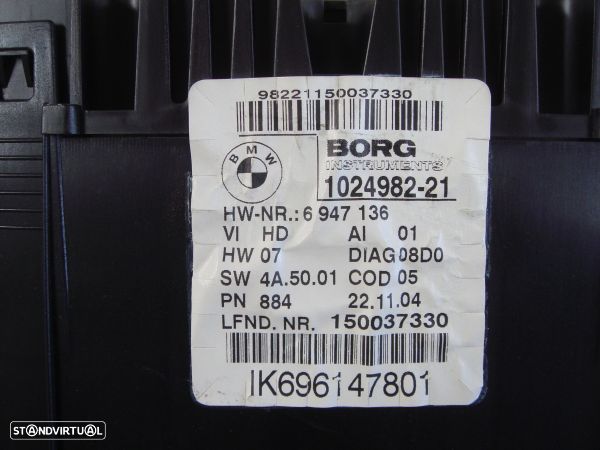 98221150037330
BMW
BORG
INSTRUMENTS
1024982-21
HW-NR.: 6 947 136
VI HD AI 01
HW 07 DIAG 08D0
SW 4A.50.01 COD 05
PN 884 22.11.04
LFND. NR. 150037330
IK696147801
STANDVIRTUAL